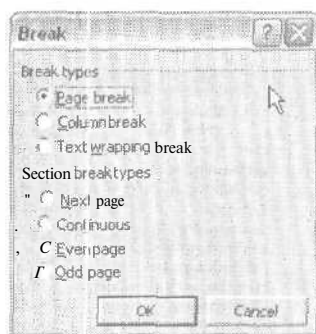 Break
Break types
Page break
Column break
Text wrapping break
Section break types
" Next page
. Continuous
, C Even page
Г Odd page
OK Cancel